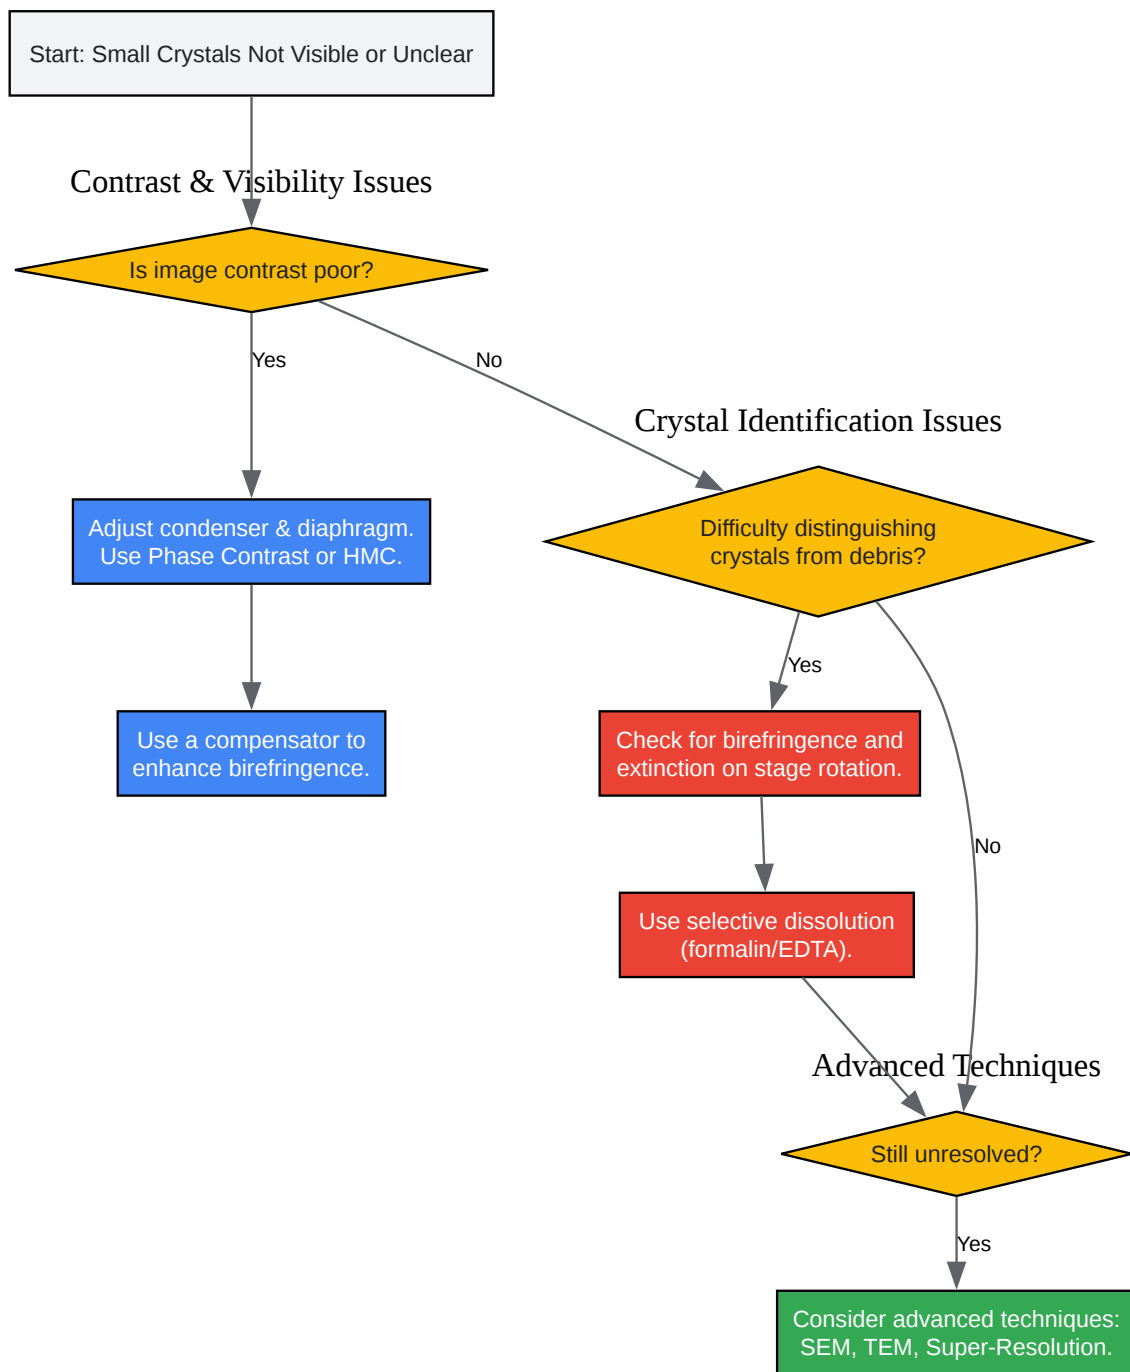 Start: Small Crystals Not Visible or Unclear
Contrast & Visibility Issues
Is image contrast poor?
Yes
No
Adjust condenser & diaphragm.
Use Phase Contrast or HMC.
Use a compensator to
enhance birefringence.
Crystal Identification Issues
Difficulty distinguishing
crystals from debris?
Yes
No
Check for birefringence and
extinction on stage rotation.
Use selective dissolution
(formalin/EDTA).
Advanced Techniques
Still unresolved?
Yes
Consider advanced techniques:
SEM, TEM, Super-Resolution.